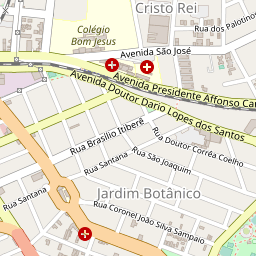 Cristo Rei
Rua dos Palotinos
Colégio
Bom Jesus
Avenida São José
Avenida Presidente Affonso Ca
Avenida Doutor Dario Lopes dos Santos
Rua Brasílio Itiberê
Rua Doutor Corrêa Coelho
Rua Santana
Rua São Joaquim
Rua Santana
Jardim Botânico
Rua Coronel João Silva Sampaio